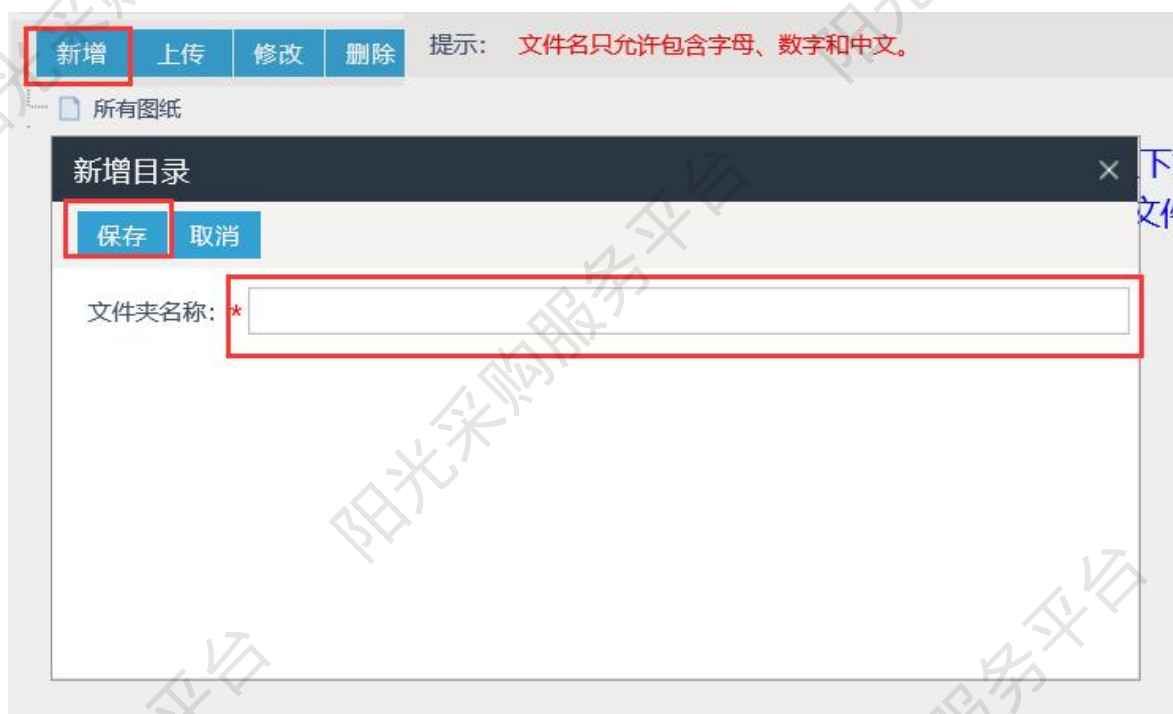 新增 上传 修改 删除 提示: 文件名只允许包含字母、数字和中文。
所有图纸
新增目录
下
保存 取消
文件夹名称: *
阳光采购服务平台